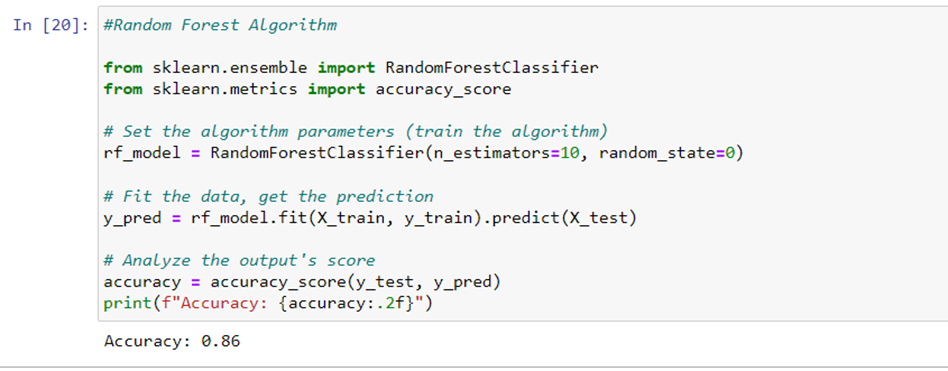 In [20]: #Random Forest Algorithm
from sklearn.ensemble import RandomForestClassifier
from sklearn.metrics import accuracy_score
# Set the algorithm parameters (train the algorithm)
rf_model = RandomForestClassifier(n_estimators=10, random_state=0)
# Fit the data, get the prediction
y_pred = rf_model.fit(X_train, y_train).predict(X_test)
# Analyze the output's score
accuracy = accuracy_score(y_test, y_pred)
print(f"Accuracy: {accuracy:.2f}")
Accuracy: 0.86